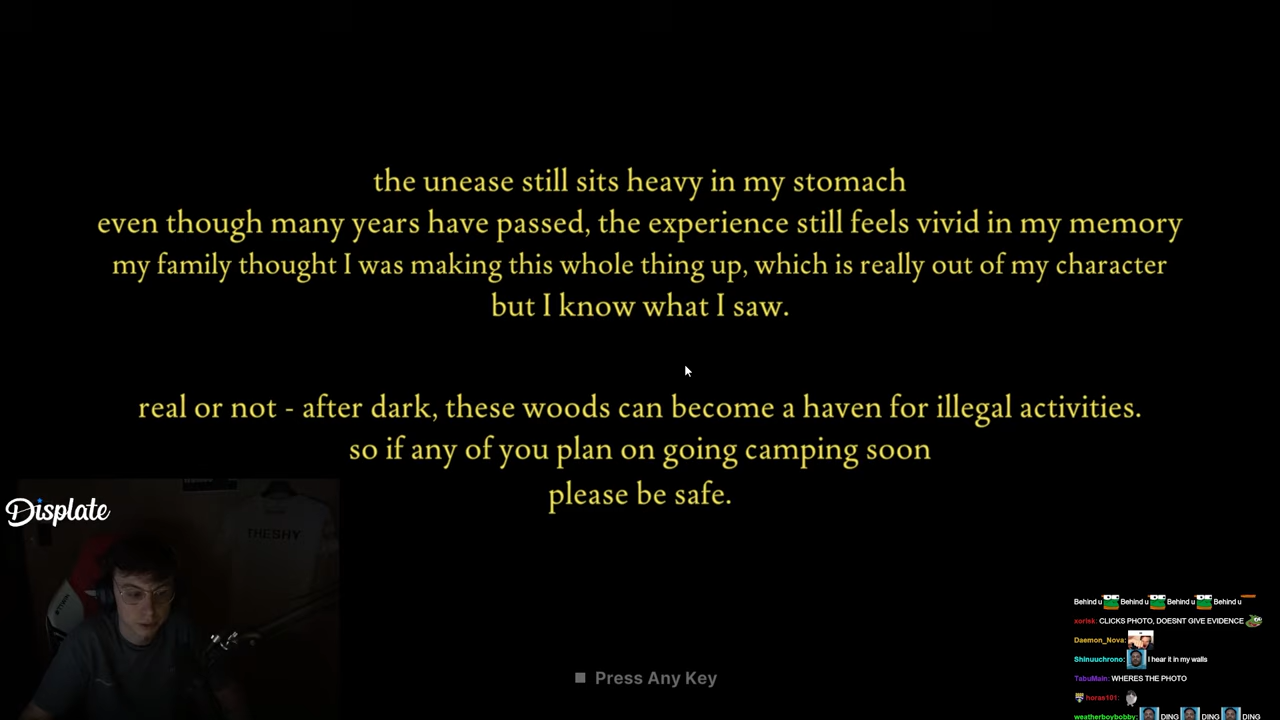 the unease still sits heavy in my stomach
even though many years have passed, the experience still feels vivid in my memory
my family thought I was making this whole thing up, which is really out of my character
but I know what I saw.
real or not - after dark, these woods can become a haven for illegal activities.
so if any of you plan on going camping soon
please be safe.
Displate
THESHY
Press Any Key
Behind u Behind u Behind u Behind u
xorisk: CLICKS PHOTO, DOESNT GIVE EVIDENCE
Daemon_Nova:
Shinuuchrono: I hear it in my walls
TabuMain: WHERES THE PHOTO
horas101:
weatherboybobby: DING DING DING